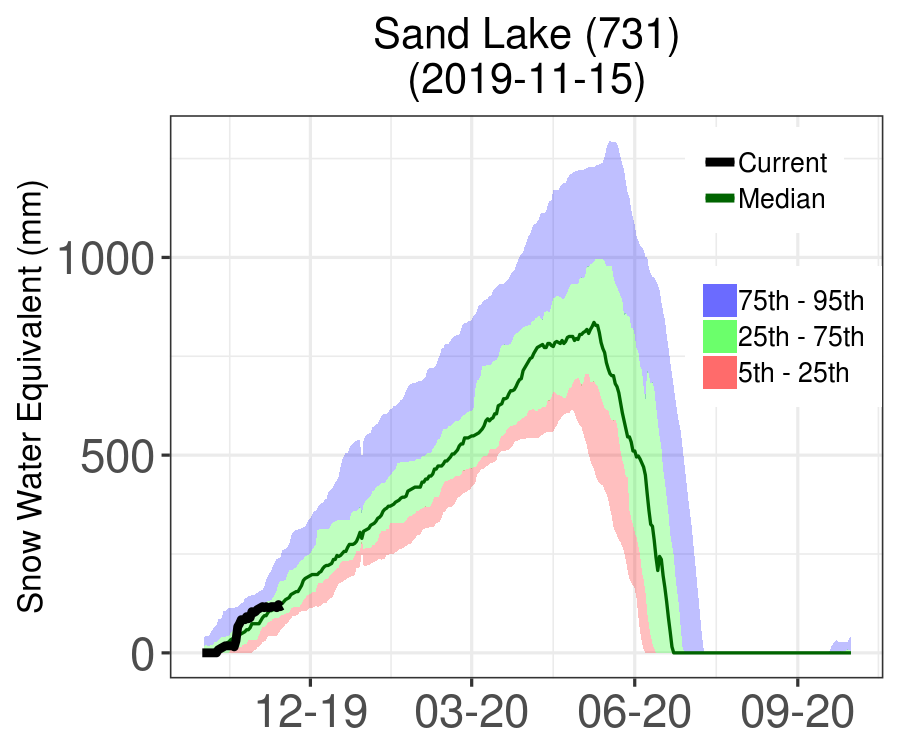 Sand Lake (731)
(2019-11-15)
Snow Water Equivalent (mm)
1000
500
0
12-19
03-20
06-20
09-20
Current
Median
75th - 95th
25th - 75th
5th - 25th